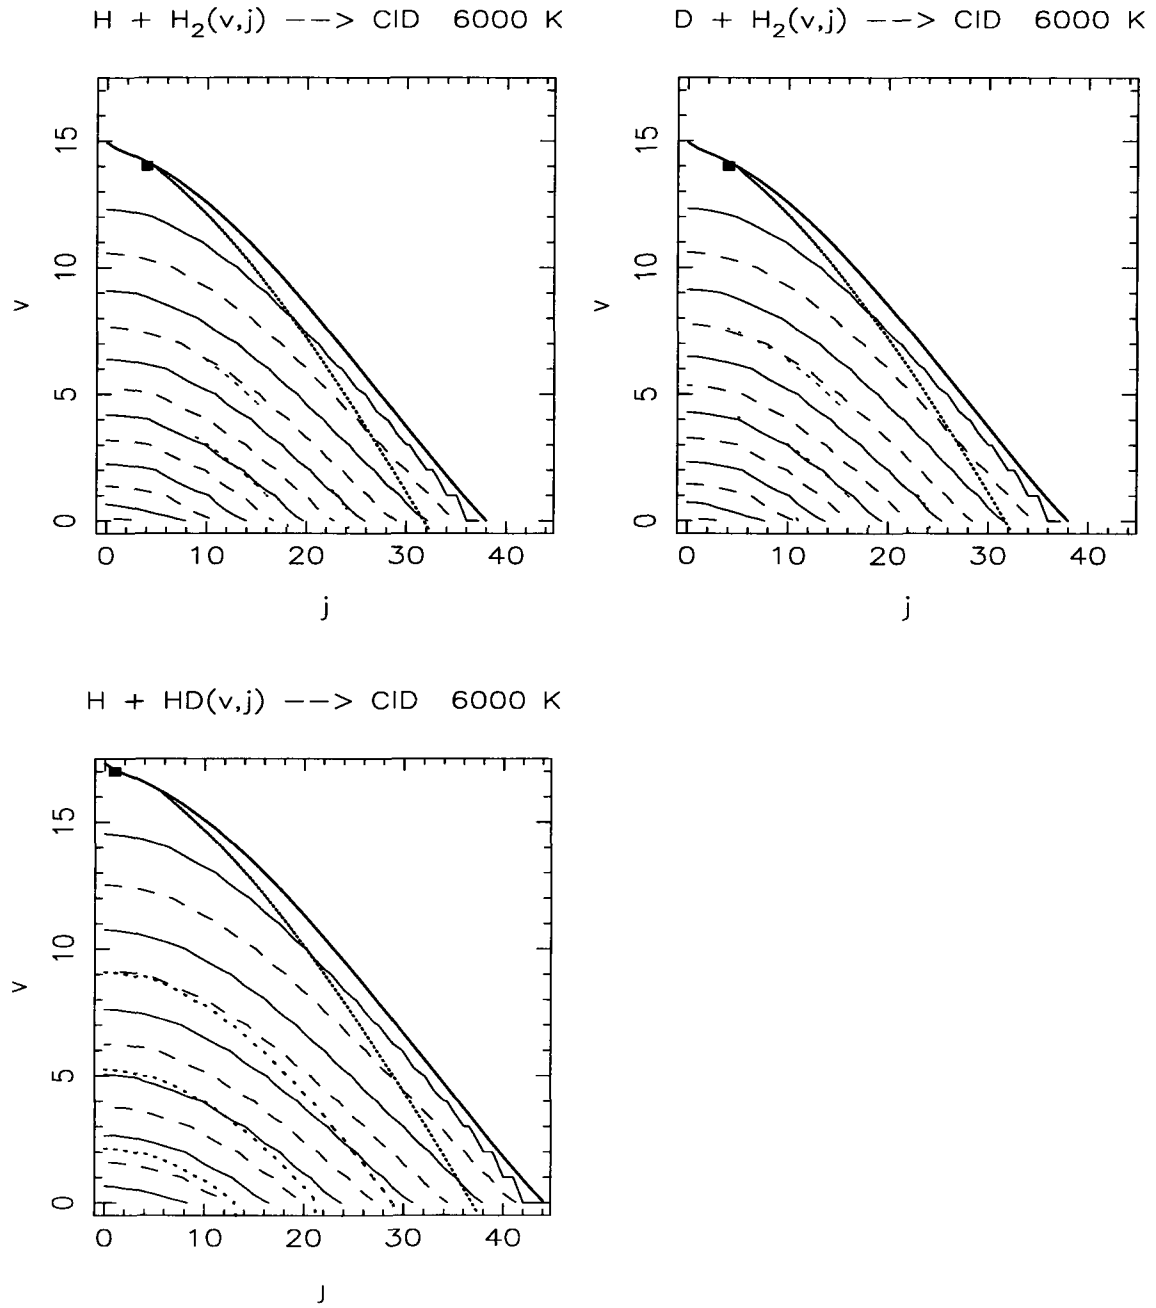 H + H₂(v,j) ––> CID 6000 K
D + H₂(v,j) ––> CID 6000 K
15
10
5
0
v
0 10 20 30 40
j
15
10
5
0
v
0 10 20 30 40
j
H + HD(v,j) ––> CID 6000 K
15
10
5
0
v
0 10 20 30 40
J